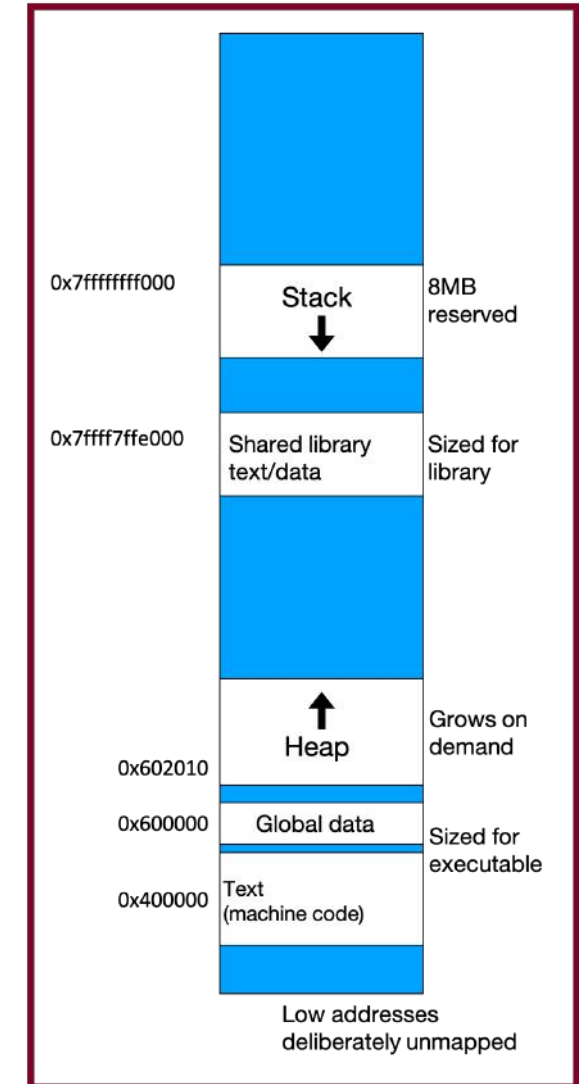 0x7ffffffff000
Stack
8MB
reserved
0x7ffff7ffe000
Shared library
text/data
Sized for
library
Heap
Grows on
demand
0x602010
0x600000
Global data
Sized for
executable
0x400000
Text
(machine code)
Low addresses
deliberately unmapped